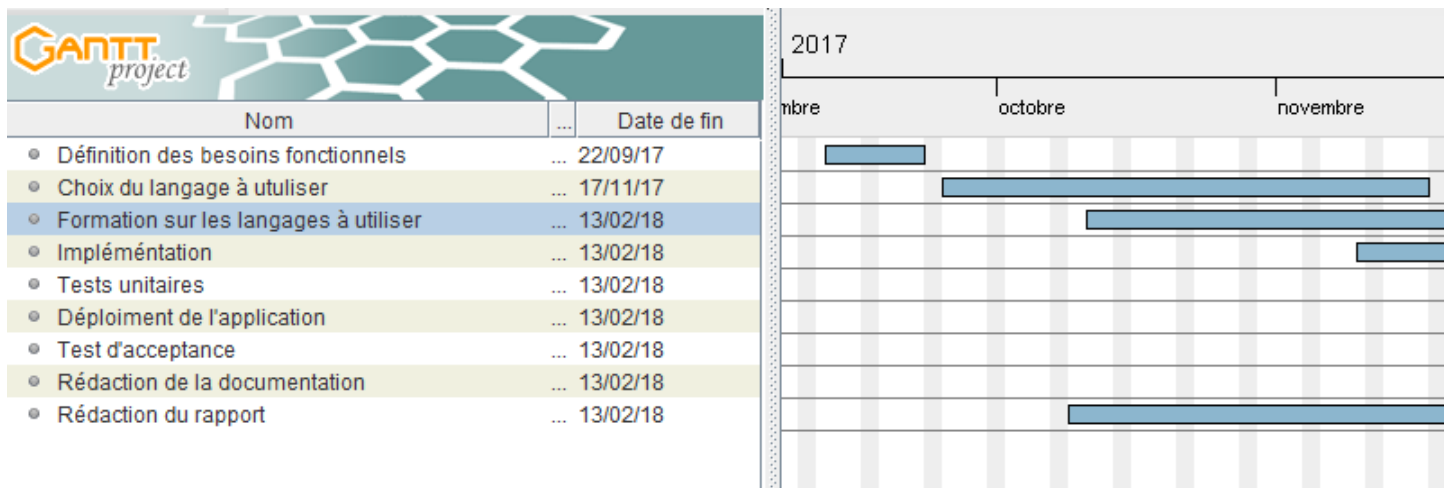 GANTT
project
2017
mbre octobre novembre
Nom ... Date de fin
Définition des besoins fonctionnels ... 22/09/17
Choix du langage à utuliser ... 17/11/17
Formation sur les langages à utiliser ... 13/02/18
Impléméntation ... 13/02/18
Tests unitaires ... 13/02/18
Déploiment de l'application ... 13/02/18
Test d'acceptance ... 13/02/18
Rédaction de la documentation ... 13/02/18
Rédaction du rapport ... 13/02/18